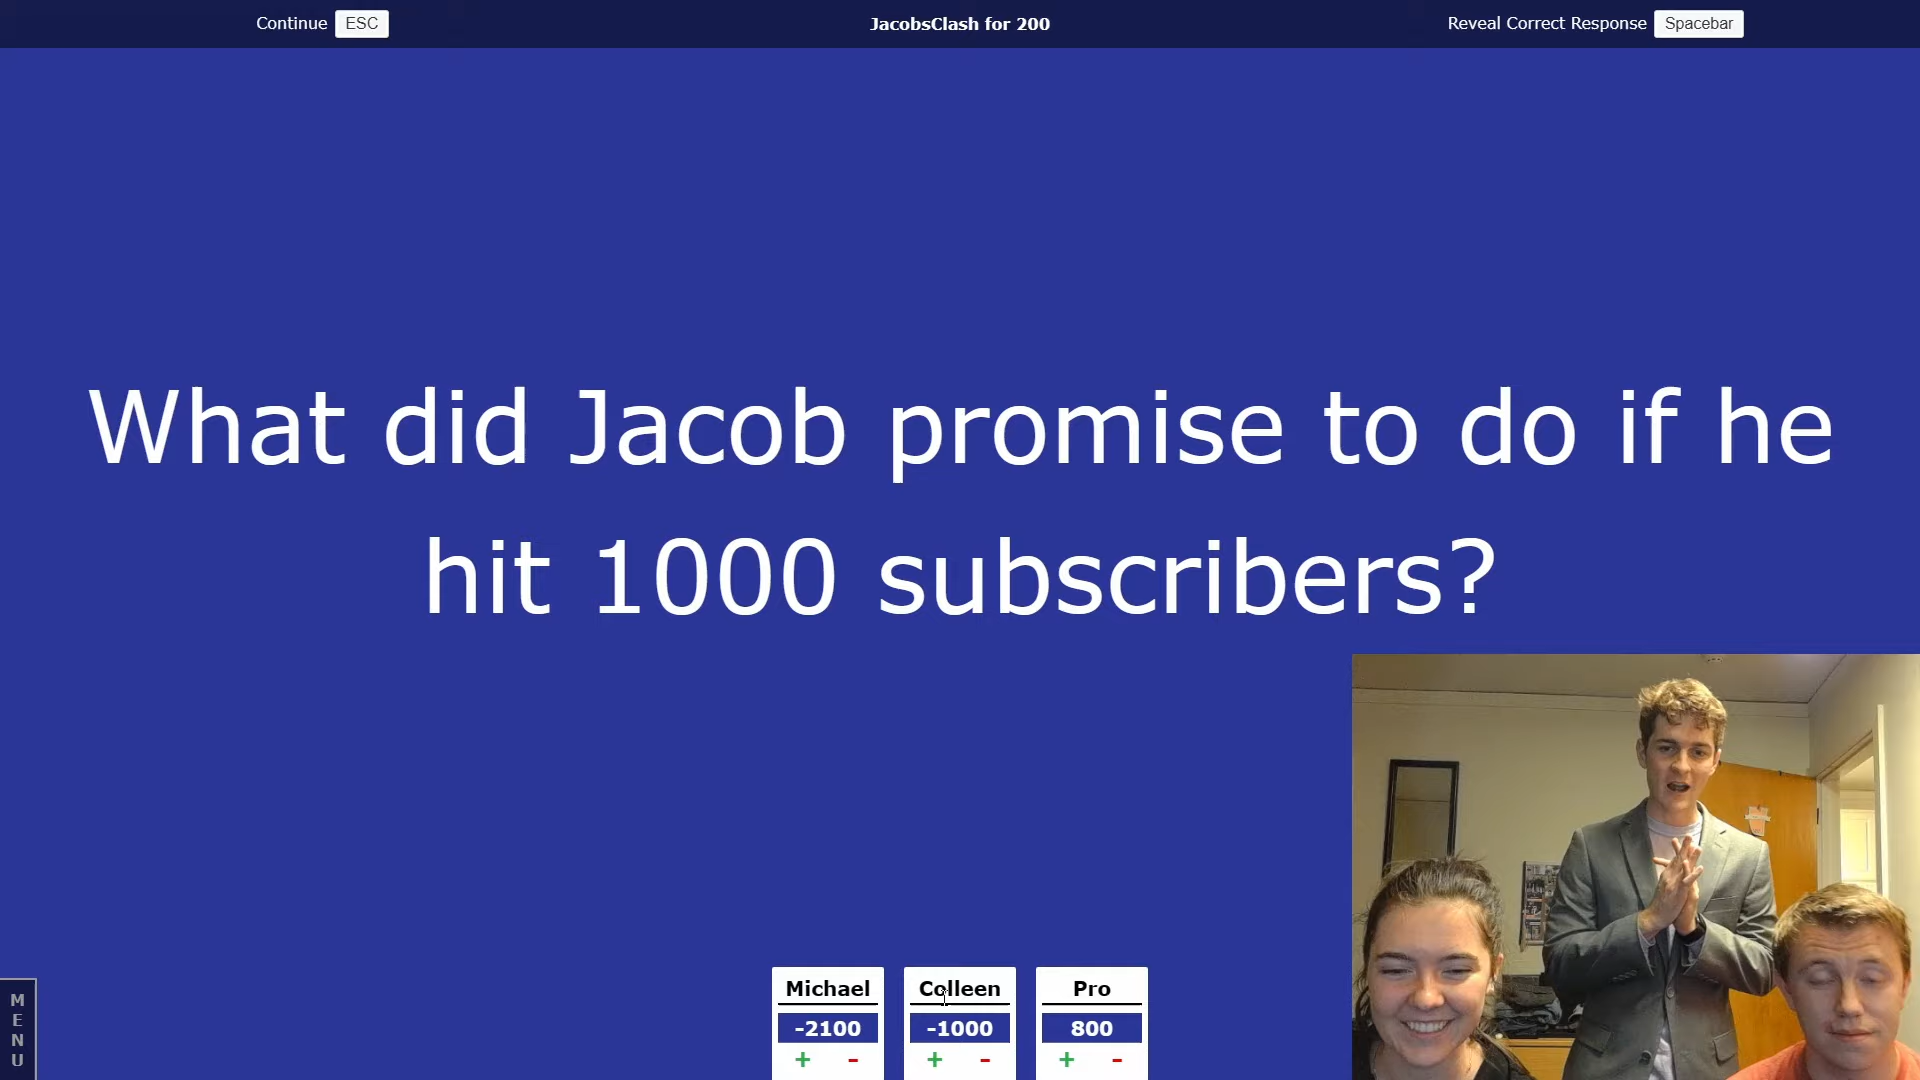 Continue ESC
JacobsClash for 200
Reveal Correct Response Spacebar
What did Jacob promise to do if he
hit 1000 subscribers?
MENU
Michael
-2100
+ -
Colleen
-1000
+ -
Pro
800
+ -